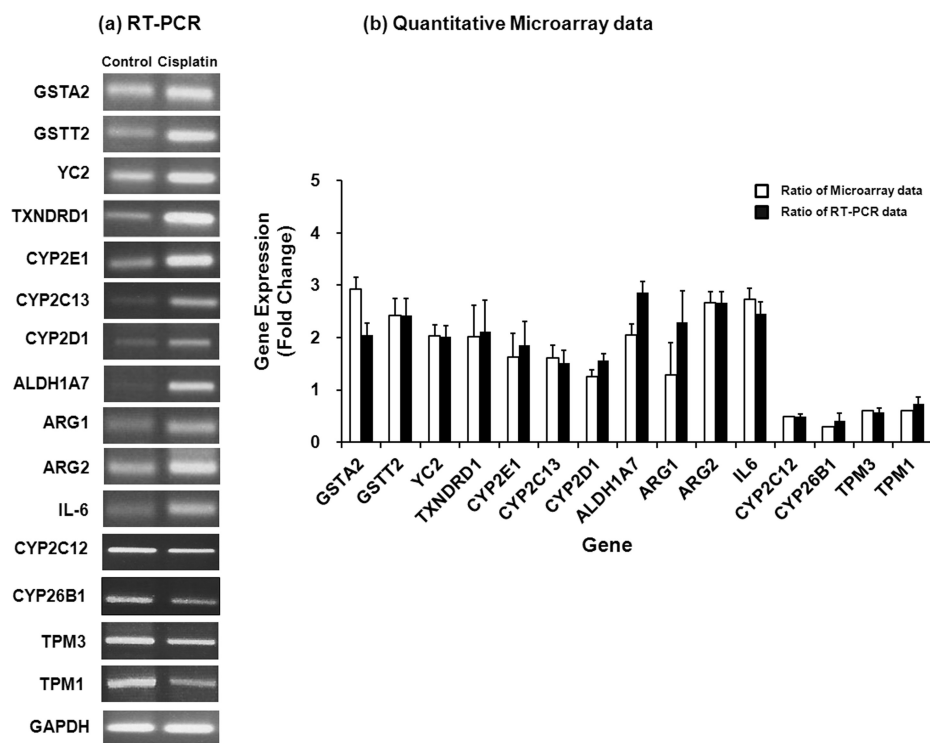 (a) RT-PCR
Control Cisplatin
GSTA2
GSTT2
YC2
TXNDRD1
CYP2E1
CYP2C13
CYP2D1
ALDH1A7
ARG1
ARG2
IL-6
CYP2C12
CYP26B1
TPM3
TPM1
GAPDH
(b) Quantitative Microarray data
Ratio of Microarray data
Ratio of RT-PCR data
Gene Expression
(Fold Change)
5
4
3
2
1
0
GSTA2
GSTT2
YC2
TXNDRD1
CYP2E1
CYP2C13
CYP2D1
ALDH1A7
ARG1
ARG2
IL6
CYP2C12
CYP26B1
TPM3
TPM1
Gene